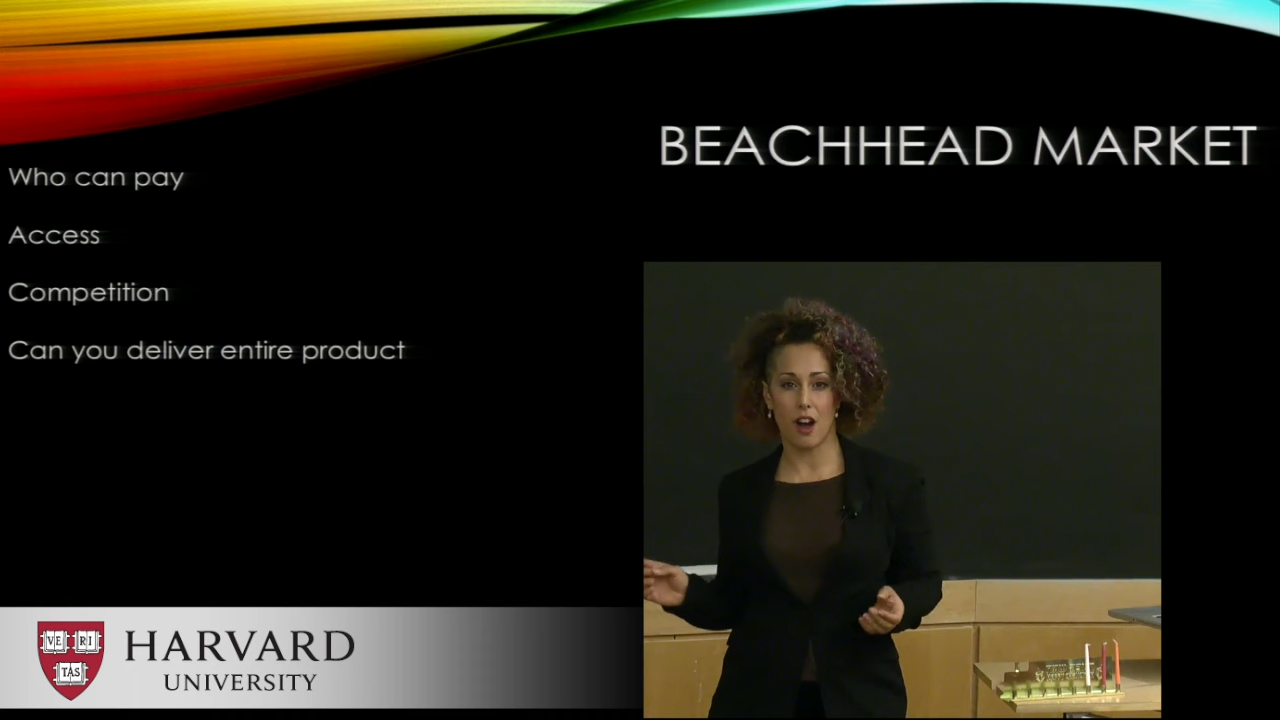 BEACHHEAD MARKET
Who can pay
Access
Competition
Can you deliver entire product
VE RI
TAS
HARVARD
UNIVERSITY